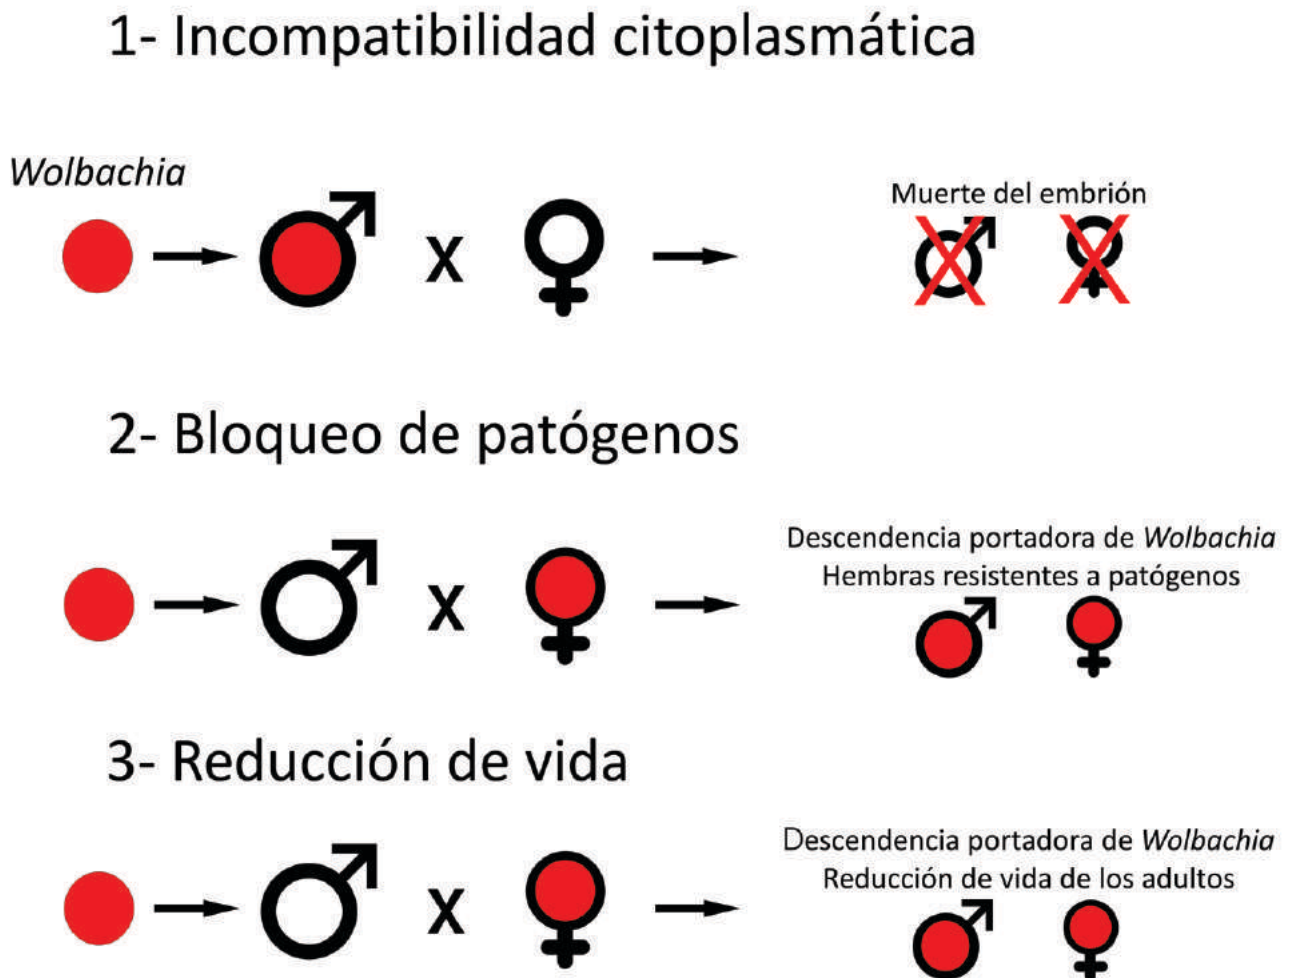 1- Incompatibilidad citoplasmática
Wolbachia
X
Muerte del embrión
2- Bloqueo de patógenos
Descendencia portadora de Wolbachia
Hembras resistentes a patógenos
X
3- Reducción de vida
Descendencia portadora de Wolbachia
Reducción de vida de los adultos
X